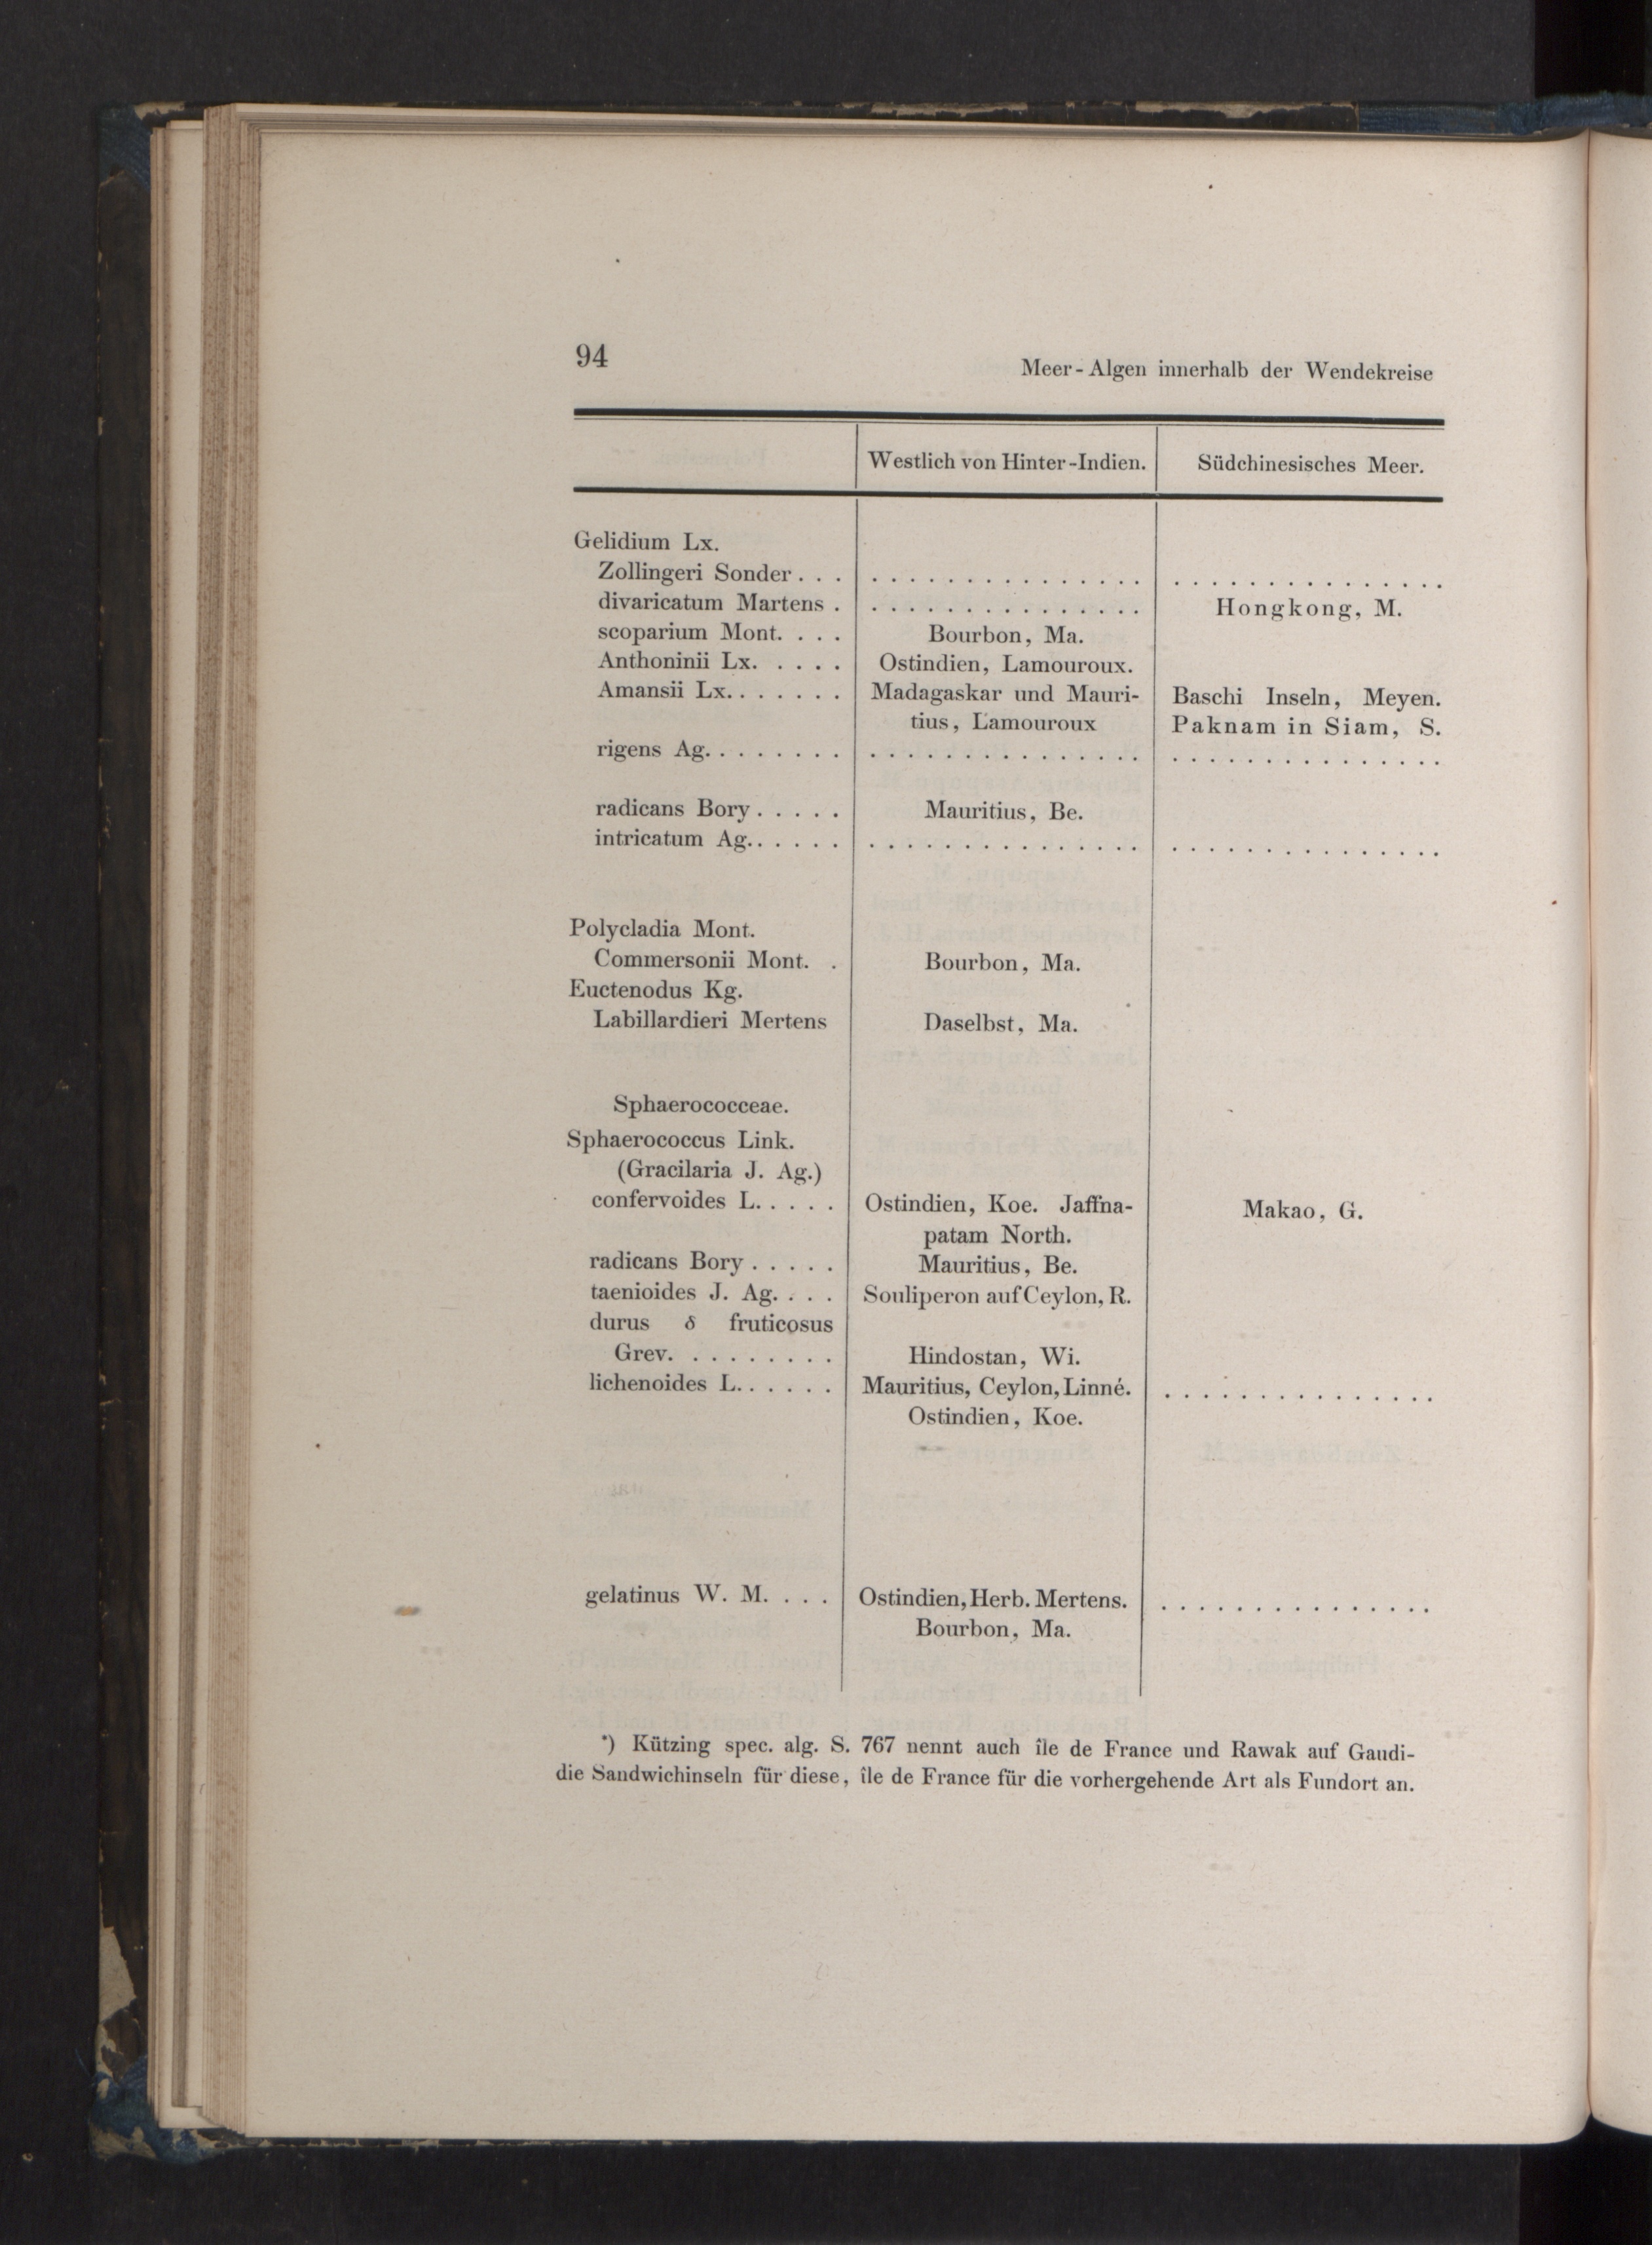 94
Meer-Algen innerhalb der Wendekreise
Westlich von Hinter-Indien. Südchinesisches Meer.
Gelidium Lx.
Zollingeri Sonder . . . . . . . . . . . . . . . . . . . . . . . . . . . . . . . . .
divaricatum Martens . . . . . . . . . . . . . . . . Hongkong, M.
scoparium Mont. . . . Bourbon, Ma.
Anthoninii Lx. . . . . Ostindien, Lamouroux.
Amansii Lx. . . . . . . Madagaskar und Mauri- Baschi Inseln, Meyen.
tius, Lamouroux Paknam in Siam, S.
rigens Ag. . . . . . . . . . . . . . . . . . . . . . . . . . . . . . . . . . . . . .
radicans Bory . . . . . Mauritius, Be.
intricatum Ag. . . . . . . . . . . . . . . . . . . . . . . . . . . . . . . . . . . .
Polycladia Mont.
Commersonii Mont. . Bourbon, Ma.
Euctenodus Kg.
Labillardieri Mertens Daselbst, Ma.
Sphaerococceae.
Sphaerococcus Link.
(Gracilaria J. Ag.)
confervoides L. . . . . Ostindien, Koe. Jaffna- Makao, G.
patam North.
radicans Bory . . . . . Mauritius, Be.
taenioides J. Ag. . . . Souliperon auf Ceylon, R.
durus δ fruticosus
Grev. . . . . . . . . Hindostan, Wi.
lichenoides L. . . . . . Mauritius, Ceylon, Linné. . . . . . . . . . . . . . . .
Ostindien, Koe.
gelatinus W. M. . . . Ostindien, Herb. Mertens. . . . . . . . . . . . . . . .
Bourbon, Ma.
*) Kützing spec. alg. S. 767 nennt auch île de France und Rawak auf Gaudi-
die Sandwichinseln für diese, île de France für die vorhergehende Art als Fundort an.